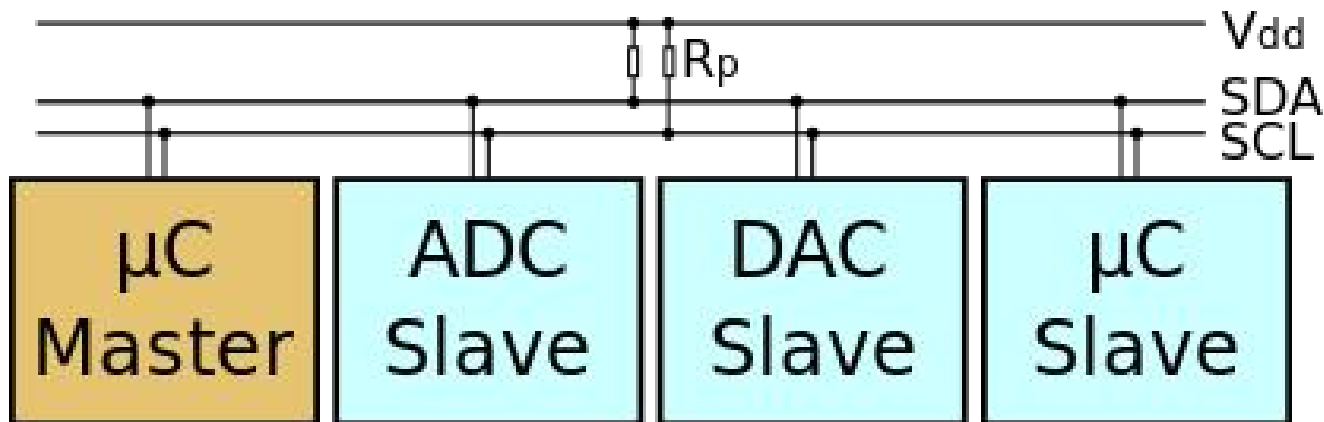 Vdd
Rp
SDA
SCL
µC
Master
ADC
Slave
DAC
Slave
µC
Slave